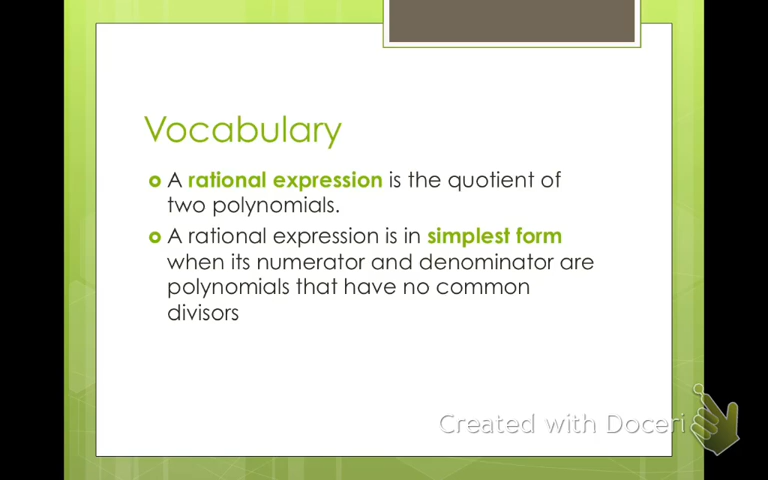 Vocabulary
A rational expression is the quotient of
two polynomials.
A rational expression is in simplest form
when its numerator and denominator are
polynomials that have no common
divisors
Created with Doceri